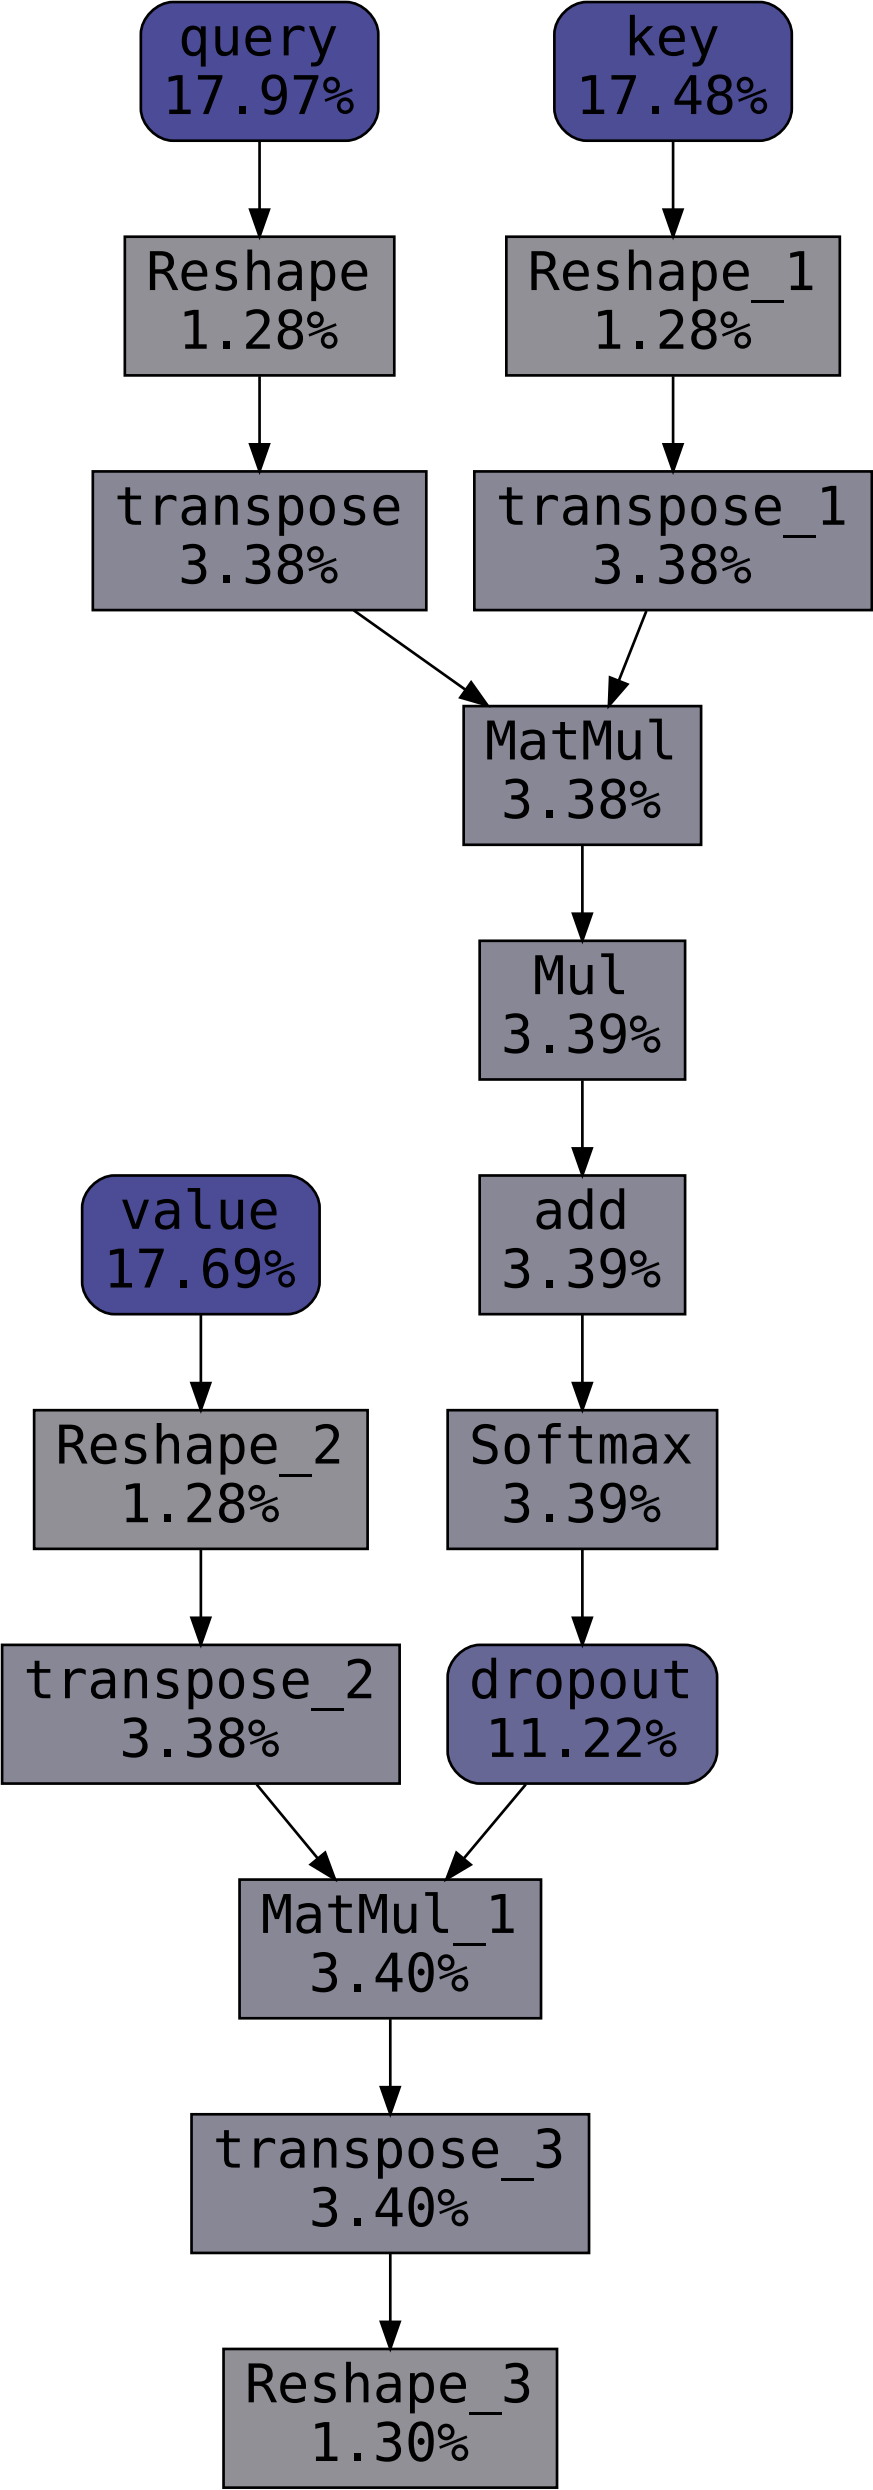 query
17.97%
key
17.48%
Reshape
1.28%
Reshape_1
1.28%
transpose
3.38%
transpose_1
3.38%
MatMul
3.38%
Mul
3.39%
value
17.69%
add
3.39%
Reshape_2
1.28%
Softmax
3.39%
transpose_2
3.38%
dropout
11.22%
MatMul_1
3.40%
transpose_3
3.40%
Reshape_3
1.30%